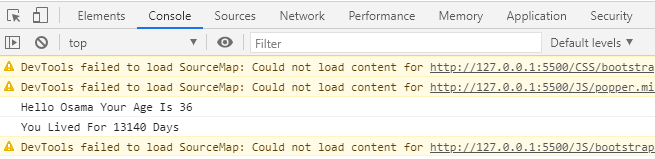 Elements Console Sources Network Performance Memory Application Security
top Filter Default levels
DevTools failed to load SourceMap: Could not load content for http://127.0.0.1:5500/CSS/bootstra
DevTools failed to load SourceMap: Could not load content for http://127.0.0.1:5500/JS/popper.mi
Hello Osama Your Age Is 36
You Lived For 13140 Days
DevTools failed to load SourceMap: Could not load content for http://127.0.0.1:5500/JS/bootstrap